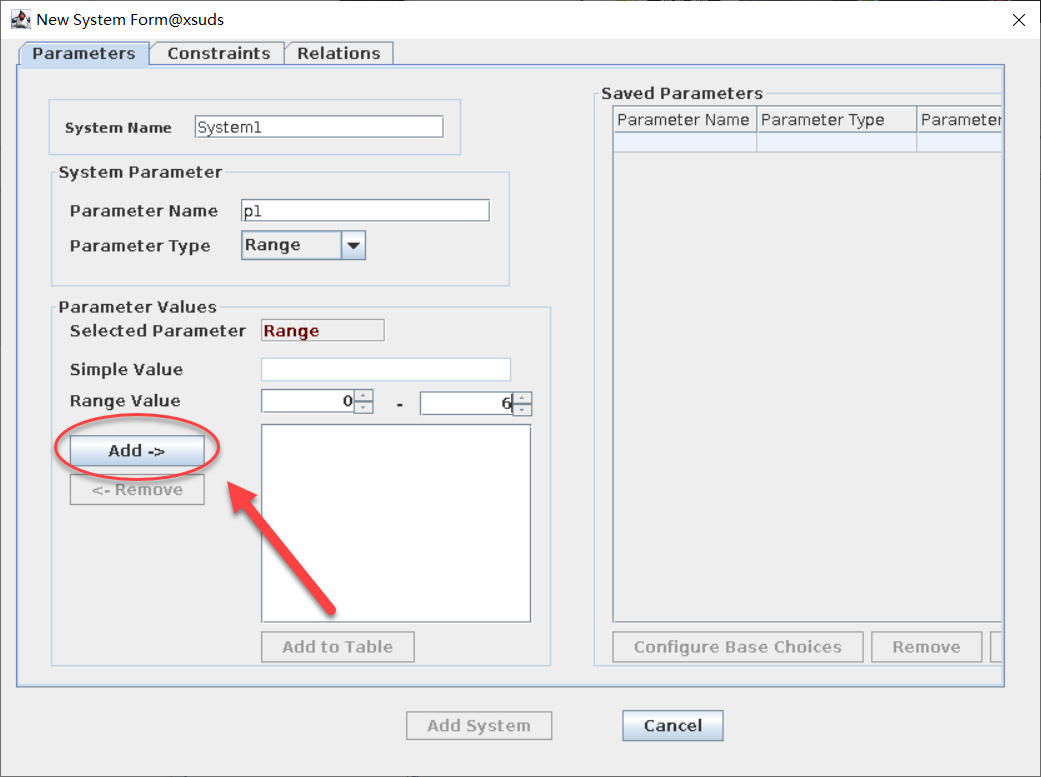 New System Form@xsuds
Parameters Constraints Relations
System Name System1
System Parameter
Parameter Name p1
Parameter Type Range
Parameter Values
Selected Parameter Range
Simple Value
Range Value 0 - 6
Add ->
<- Remove
Add to Table
Saved Parameters
Parameter Name Parameter Type Parameter
Configure Base Choices Remove
Add System Cancel